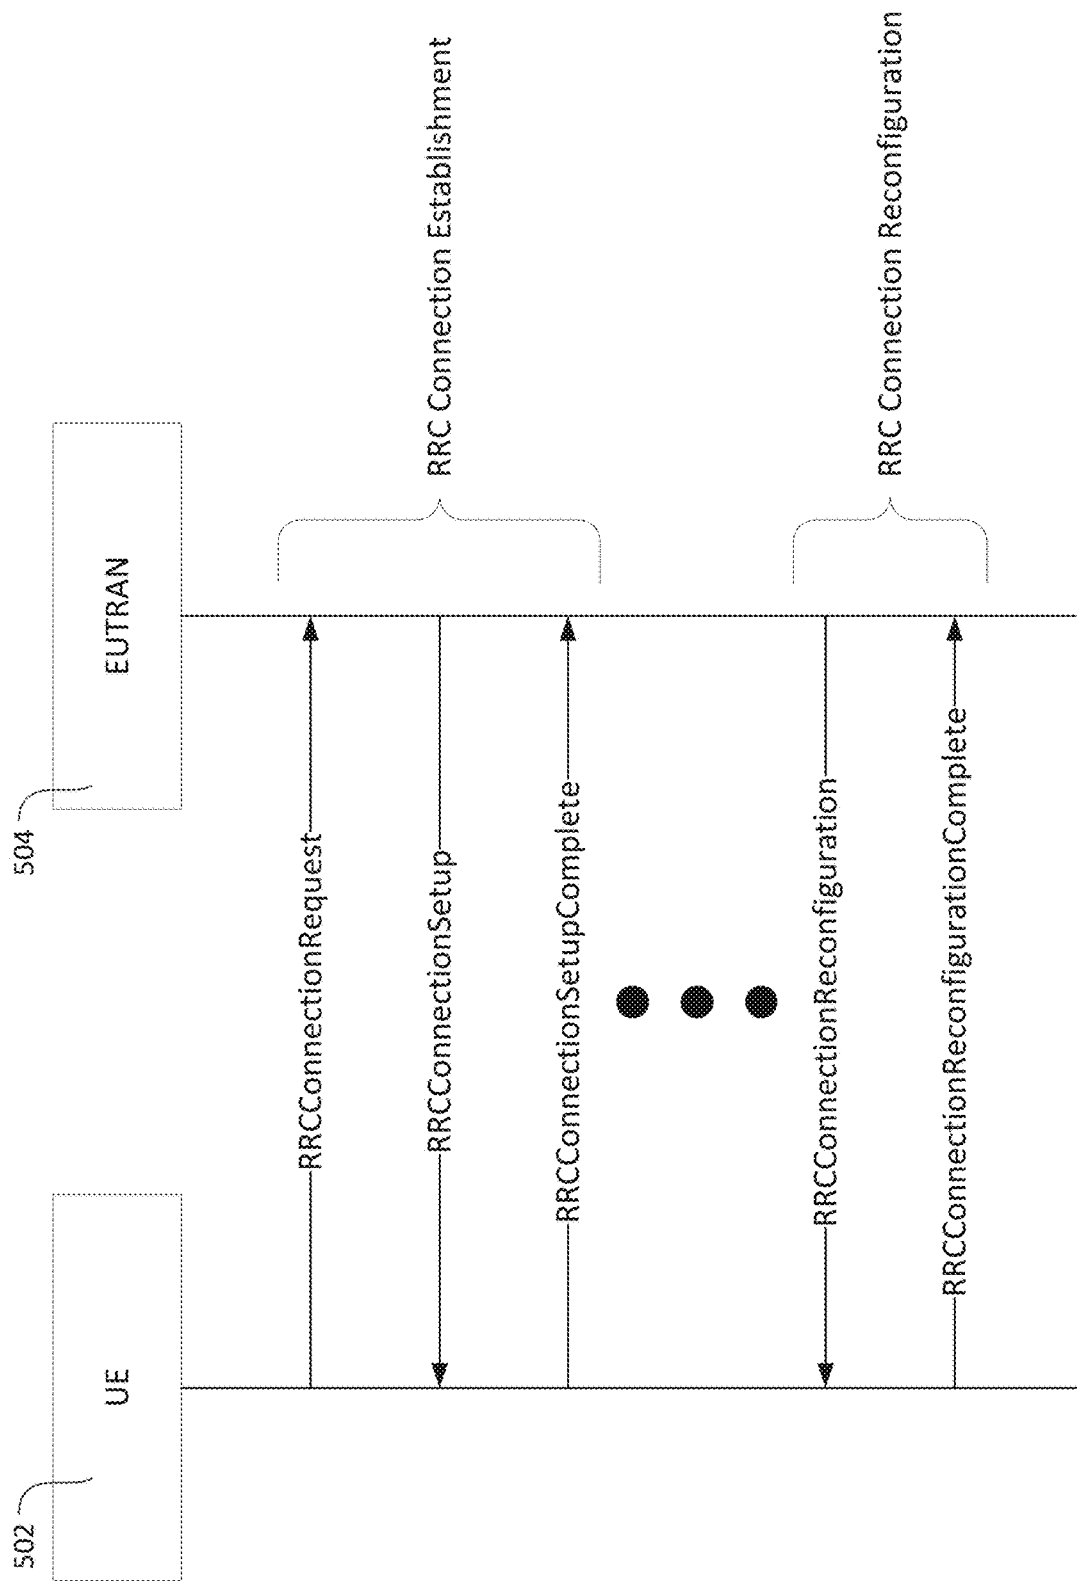 502
504
UE
EUTRAN
RRCConnectionRequest
RRCConnectionSetup
RRCConnectionSetupComplete
RRC Connection Establishment
RRCConnectionReconfiguration
RRCConnectionReconfigurationComplete
RRC Connection Reconfiguration